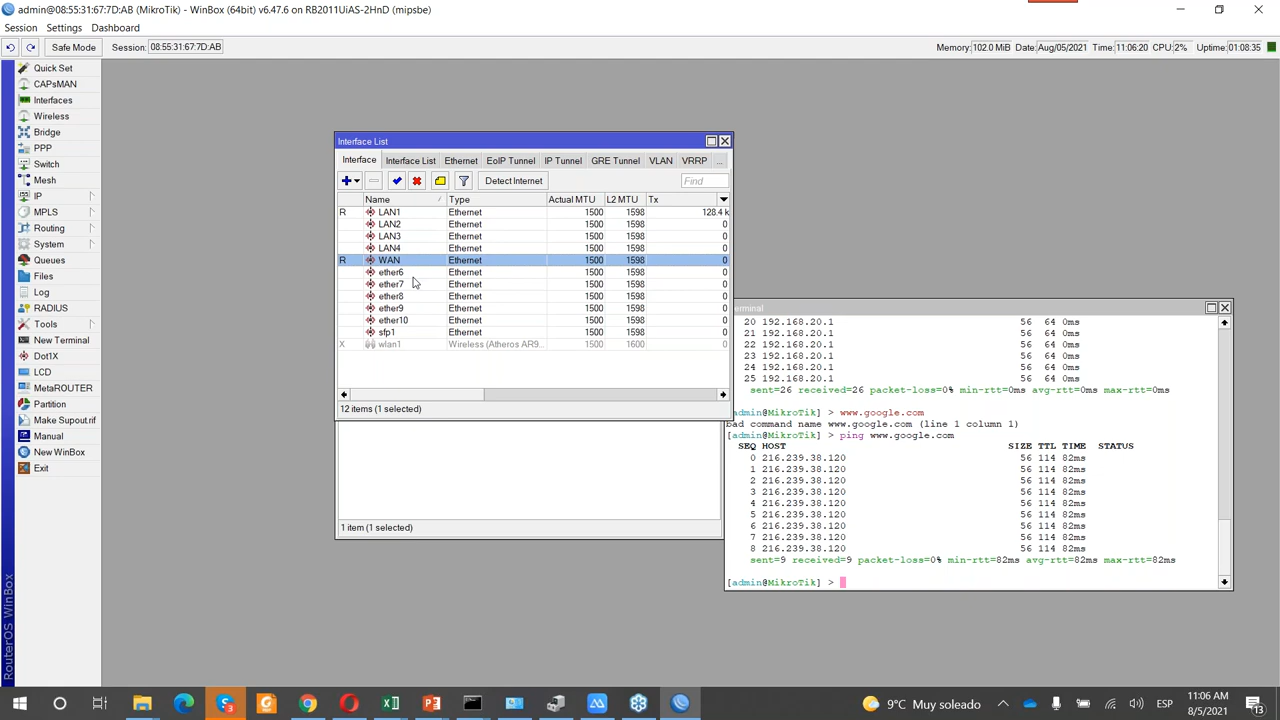 admin@08:55:31:67:7D:AB (MikroTik) - WinBox (64bit) v6.47.6 on RB2011UiAS-2HnD (mipsbe)
Session Settings Dashboard
Safe Mode Session: 08:55:31:67:7D:AB Memory: 102.0 MiB Date: Aug/05/2021 Time: 11:06:20 CPU: 2% Uptime: 01:08:35
Quick Set
CAPsMAN
Interfaces
Wireless
Bridge
PPP
Switch
Mesh
IP
MPLS
Routing
System
Queues
Files
Log
RADIUS
Tools
New Terminal
Dot1X
LCD
MetaROUTER
Partition
Make Supout.rif
Manual
New WinBox
Exit
RouterOS WinBox
Interface List
Interface Interface List Ethernet EoIP Tunnel IP Tunnel GRE Tunnel VLAN VRRP ...
Detect Internet Find
Name Type Actual MTU L2 MTU Tx
R LAN1 Ethernet 1500 1598 128.4 k
LAN2 Ethernet 1500 1598 0
LAN3 Ethernet 1500 1598 0
LAN4 Ethernet 1500 1598 0
R WAN Ethernet 1500 1598 0
ether6 Ethernet 1500 1598 0
ether7 Ethernet 1500 1598 0
ether8 Ethernet 1500 1598 0
ether9 Ethernet 1500 1598 0
ether10 Ethernet 1500 1598 0
sfp1 Ethernet 1500 1598 0
X wlan1 Wireless (Atheros AR9... 1500 1600 0
12 items (1 selected)
1 item (1 selected)
erminal
20 192.168.20.1 56 64 0ms
21 192.168.20.1 56 64 0ms
22 192.168.20.1 56 64 0ms
23 192.168.20.1 56 64 0ms
24 192.168.20.1 56 64 0ms
25 192.168.20.1 56 64 0ms
sent=26 received=26 packet-loss=0% min-rtt=0ms avg-rtt=0ms max-rtt=0ms
[admin@MikroTik] > www.google.com
bad command name www.google.com (line 1 column 1)
[admin@MikroTik] > ping www.google.com
SEQ HOST SIZE TTL TIME STATUS
0 216.239.38.120 56 114 82ms
1 216.239.38.120 56 114 82ms
2 216.239.38.120 56 114 82ms
3 216.239.38.120 56 114 82ms
4 216.239.38.120 56 114 82ms
5 216.239.38.120 56 114 82ms
6 216.239.38.120 56 114 82ms
7 216.239.38.120 56 114 82ms
8 216.239.38.120 56 114 82ms
sent=9 received=9 packet-loss=0% min-rtt=82ms avg-rtt=82ms max-rtt=82ms
[admin@MikroTik] >
9°C Muy soleado ESP 11:06 AM
8/5/2021 13